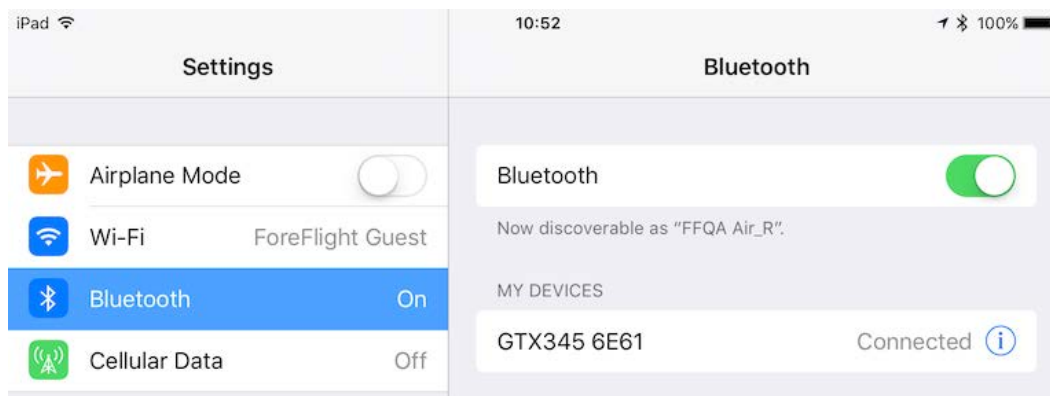 iPad 10:52 100%
Settings
Bluetooth
Airplane Mode
Wi-Fi ForeFlight Guest
Bluetooth On
Cellular Data Off
Bluetooth
Now discoverable as “FFQA Air_R”.
MY DEVICES
GTX345 6E61 Connected